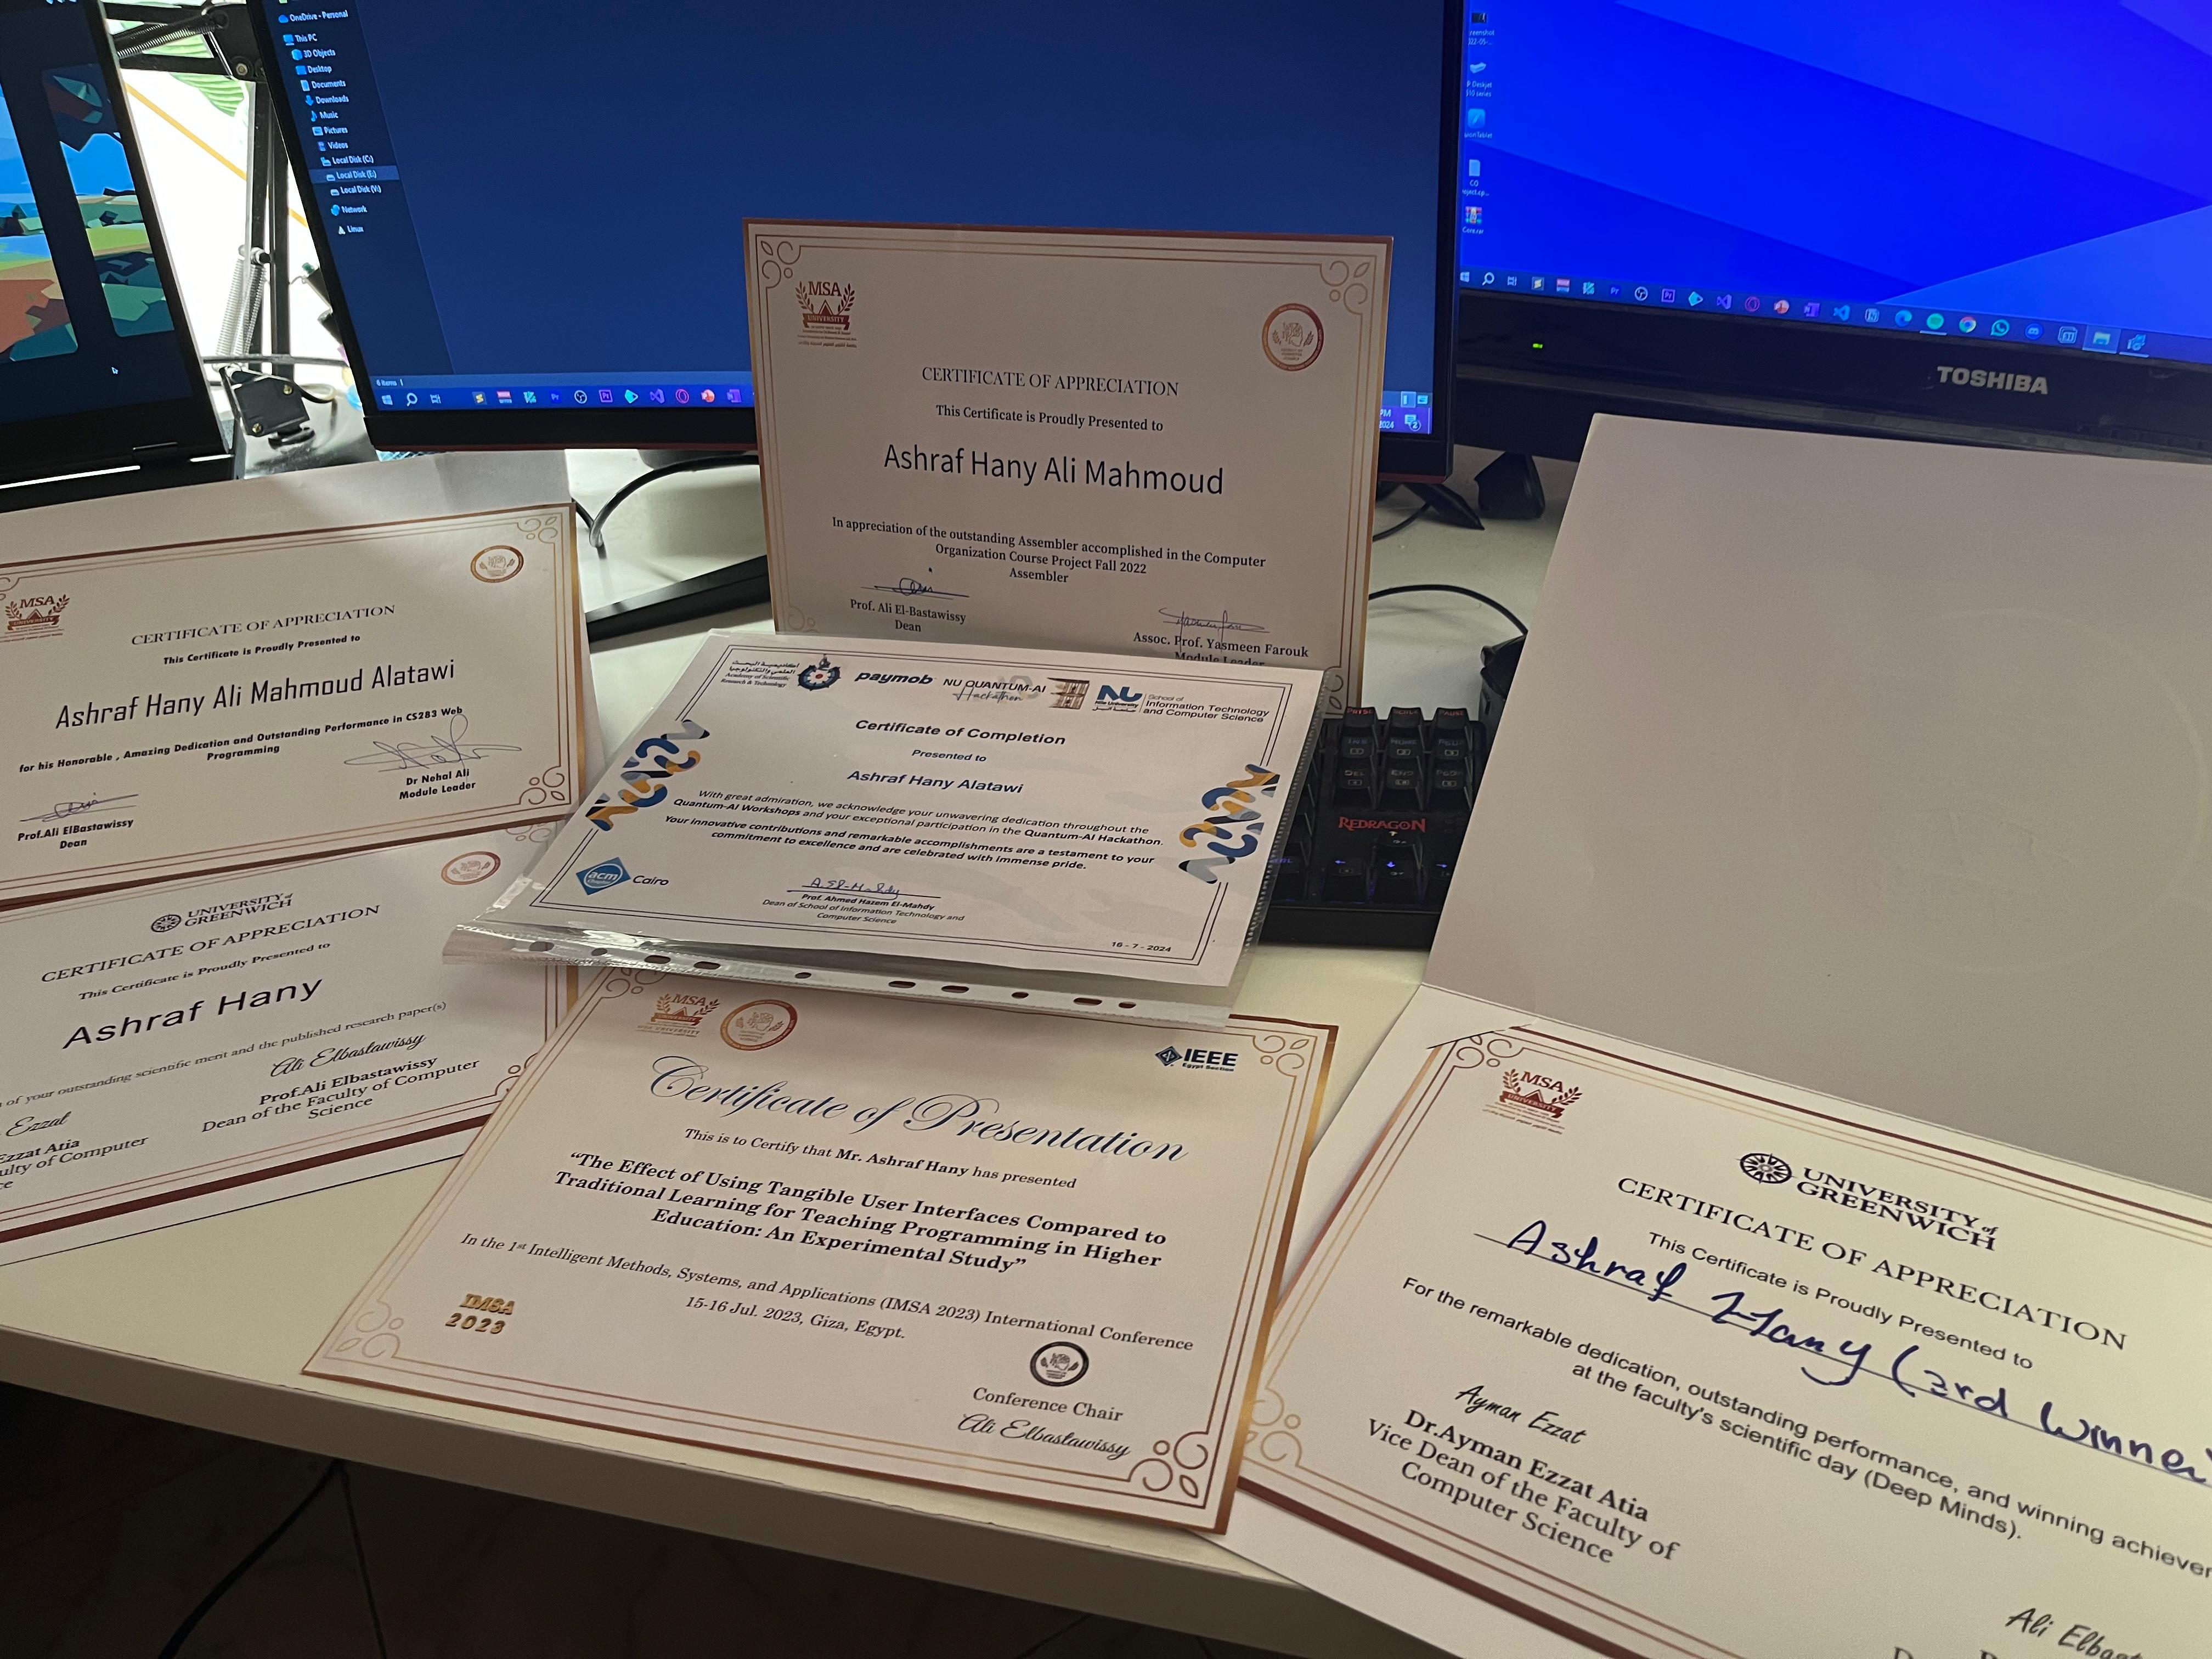 OneDrive - Personal
This PC
3D Objects
Desktop
Documents
Downloads
Music
Pictures
Videos
Local Disk (C:)
Local Disk (E:)
Local Disk (V:)
Network
Linux
6 items
PM
2024
TOSHIBA
MSA
UNIVERSITY
CERTIFICATE OF APPRECIATION
This Certificate is Proudly Presented to
Ashraf Hany Ali Mahmoud
In appreciation of the outstanding Assembler accomplished in the Computer
Organization Course Project Fall 2022
Assembler
Prof. Ali El-Bastawissy
Dean
Assoc. Prof. Yasmeen Farouk
Module Leader
MSA
UNIVERSITY
CERTIFICATE OF APPRECIATION
This Certificate is Proudly Presented to
Ashraf Hany Ali Mahmoud Alatawi
for his Honorable , Amazing Dedication and Outstanding Performance in CS283 Web
Programming
Dr Nehal Ali
Module Leader
Prof.Ali ElBastawissy
Dean
Academy of Scientific
Research & Technology
paymob
NU QUANTUM-AI
Hackathon
NU
Nile University
School of
Information Technology
and Computer Science
Certificate of Completion
Presented to
Ashraf Hany Alatawi
With great admiration, we acknowledge your unwavering dedication throughout the
Quantum-AI Workshops and your exceptional participation in the Quantum-AI Hackathon.
Your innovative contributions and remarkable accomplishments are a testament to your
commitment to excellence and are celebrated with immense pride.
acm
Cairo
Prof. Ahmed Hazem El-Mahdy
Dean of School of Information Technology and
Computer Science
16 - 7 - 2024
REDRAGON
UNIVERSITY of
GREENWICH
CERTIFICATE OF APPRECIATION
This Certificate is Proudly Presented to
Ashraf Hany
of your outstanding scientific merit and the published research paper(s)
Ali Elbastawissy
Prof.Ali Elbastawissy
Dean of the Faculty of Computer
Science
Ezzat
Ezzat Atia
ulty of Computer
ce
MSA
IEEE
Egypt Section
Certificate of Presentation
This is to Certify that Mr. Ashraf Hany has presented
“The Effect of Using Tangible User Interfaces Compared to
Traditional Learning for Teaching Programming in Higher
Education: An Experimental Study”
In the 1st Intelligent Methods, Systems, and Applications (IMSA 2023) International Conference
15-16 Jul. 2023, Giza, Egypt.
IMSA
2023
Conference Chair
Ali Elbastawissy
MSA
UNIVERSITY
UNIVERSITY of
GREENWICH
CERTIFICATE OF APPRECIATION
This Certificate is Proudly Presented to
Ashraf Hany (3rd Winner
For the remarkable dedication, outstanding performance, and winning achievem
at the faculty's scientific day (Deep Minds).
Ayman Ezzat
Dr.Ayman Ezzat Atia
Vice Dean of the Faculty of
Computer Science
Ali Elbast